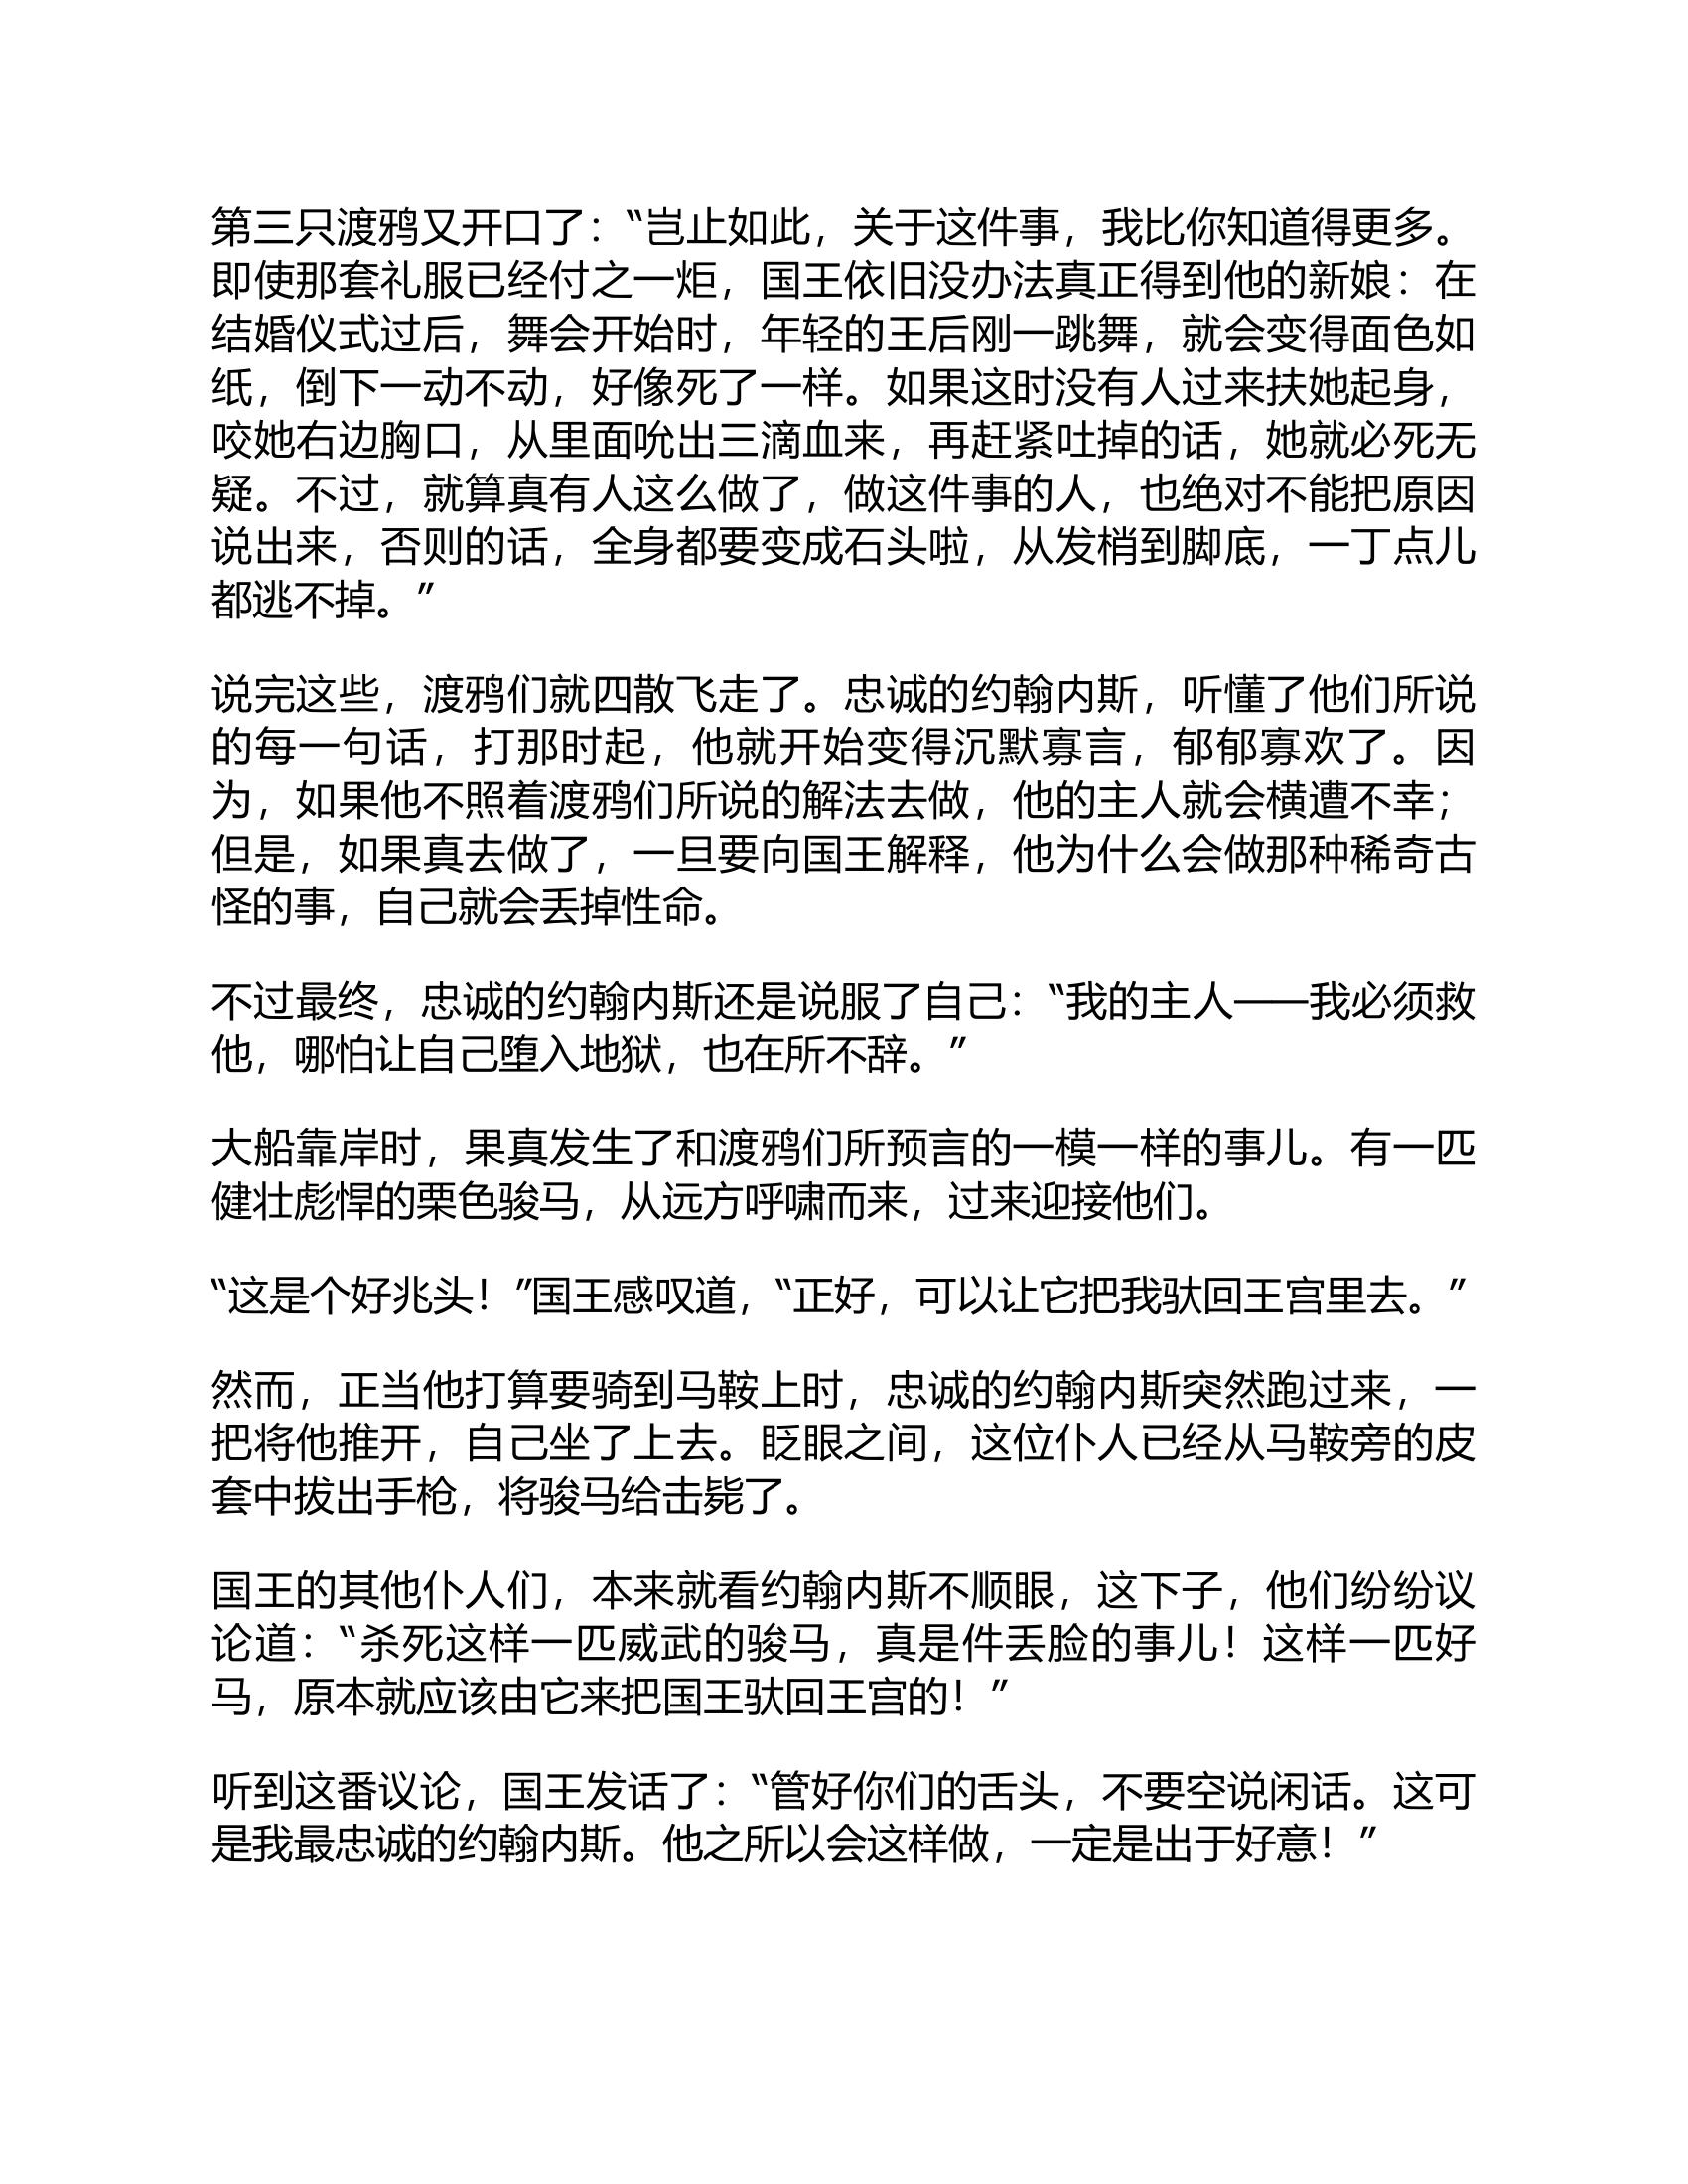 第三只渡鸦又开口了：“岂止如此，关于这件事，我比你知道得更多。
即使那套礼服已经付之一炬，国王依旧没办法真正得到他的新娘：在
结婚仪式过后，舞会开始时，年轻的王后刚一跳舞，就会变得面色如
纸，倒下一动不动，好像死了一样。如果这时没有人过来扶她起身，
咬她右边胸口，从里面吮出三滴血来，再赶紧吐掉的话，她就必死无
疑。不过，就算真有人这么做了，做这件事的人，也绝对不能把原因
说出来，否则的话，全身都要变成石头啦，从发梢到脚底，一丁点儿
都逃不掉。”
说完这些，渡鸦们就四散飞走了。忠诚的约翰内斯，听懂了他们所说
的每一句话，打那时起，他就开始变得沉默寡言，郁郁寡欢了。因
为，如果他不照着渡鸦们所说的解法去做，他的主人就会横遭不幸；
但是，如果真去做了，一旦要向国王解释，他为什么会做那种稀奇古
怪的事，自己就会丢掉性命。
不过最终，忠诚的约翰内斯还是说服了自己：“我的主人——我必须救
他，哪怕让自己堕入地狱，也在所不辞。”
大船靠岸时，果真发生了和渡鸦们所预言的一模一样的事儿。有一匹
健壮彪悍的栗色骏马，从远方呼啸而来，过来迎接他们。
“这是个好兆头！”国王感叹道，“正好，可以让它把我驮回王宫里去。”
然而，正当他打算要骑到马鞍上时，忠诚的约翰内斯突然跑过来，一
把将他推开，自己坐了上去。眨眼之间，这位仆人已经从马鞍旁的皮
套中拔出手枪，将骏马给击毙了。
国王的其他仆人们，本来就看约翰内斯不顺眼，这下子，他们纷纷议
论道：“杀死这样一匹威武的骏马，真是件丢脸的事儿！这样一匹好
马，原本就应该由它来把国王驮回王宫的！”
听到这番议论，国王发话了：“管好你们的舌头，不要空说闲话。这可
是我最忠诚的约翰内斯。他之所以会这样做，一定是出于好意！”